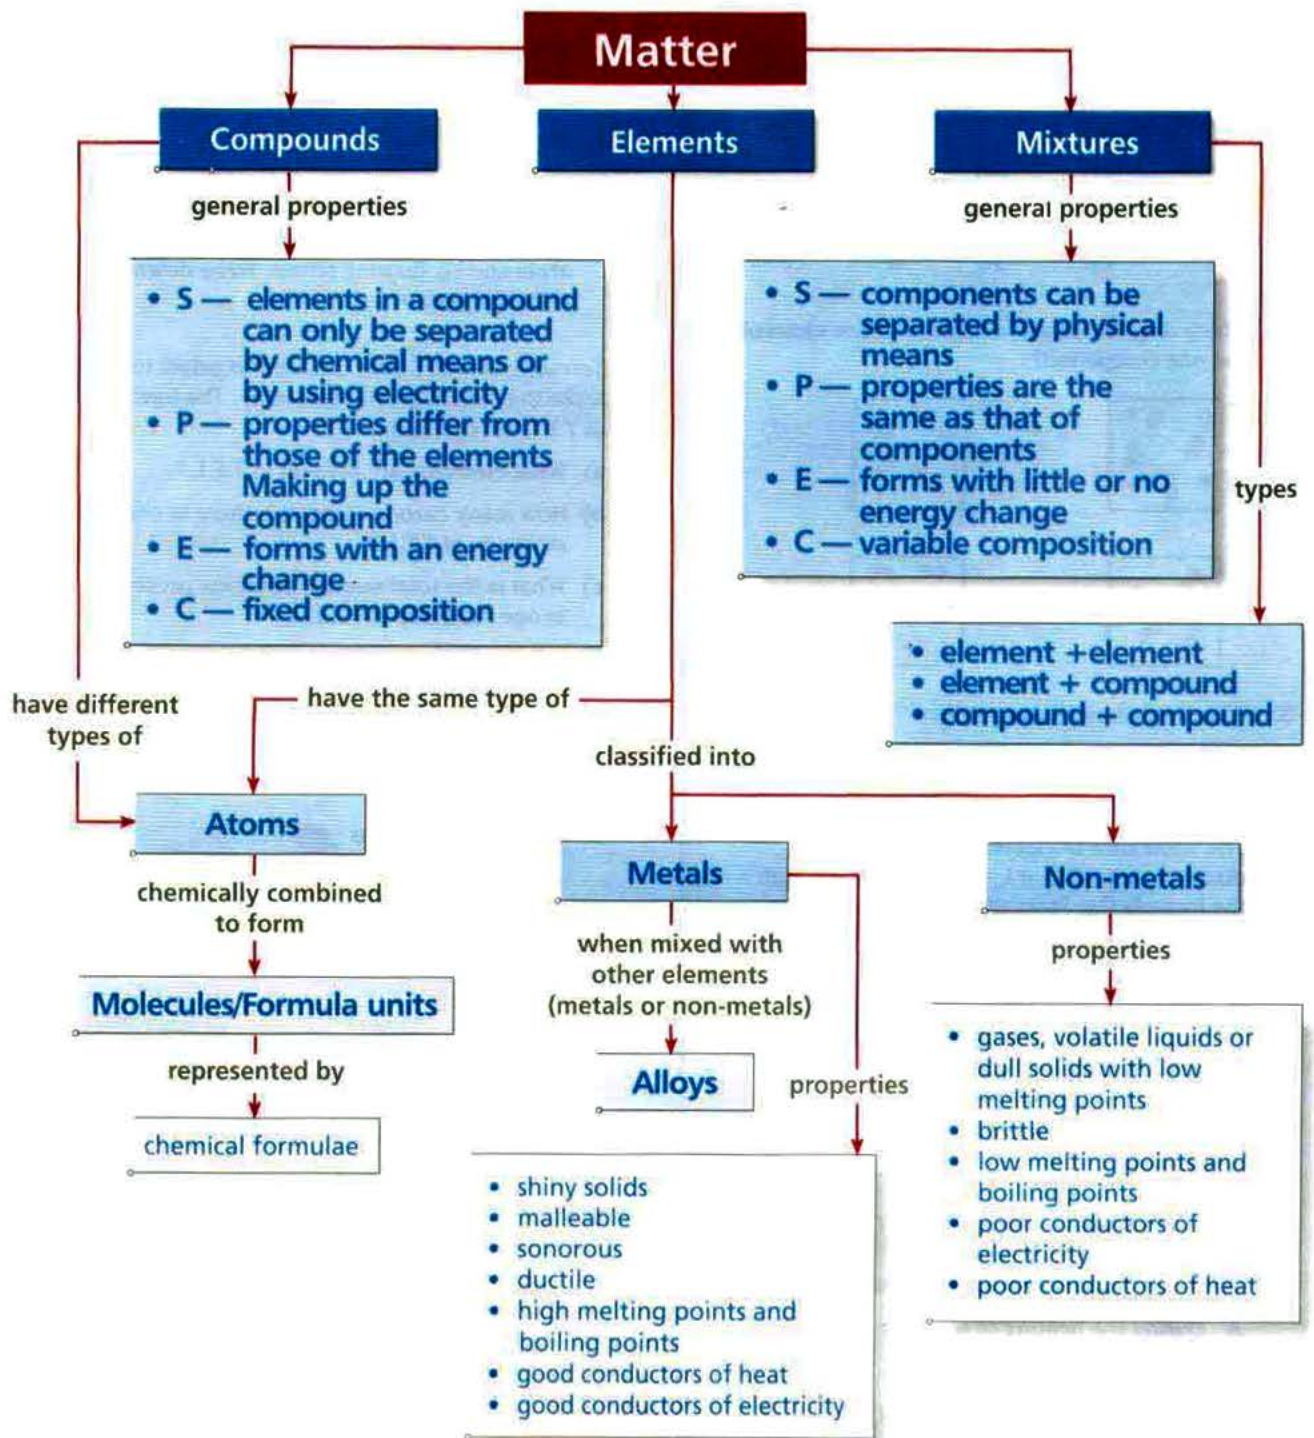 Matter
Compounds
Elements
Mixtures
general properties
general properties
• S — elements in a compound
can only be separated
by chemical means or
by using electricity
• P — properties differ from
those of the elements
Making up the
compound
• E — forms with an energy
change
• C — fixed composition
• S — components can be
separated by physical
means
• P — properties are the
same as that of
components
• E — forms with little or no
energy change
• C — variable composition
types
• element +element
• element + compound
• compound + compound
have different
types of
have the same type of
classified into
Atoms
Metals
Non-metals
chemically combined
to form
when mixed with
other elements
(metals or non-metals)
properties
Molecules/Formula units
represented by
Alloys
properties
chemical formulae
• gases, volatile liquids or
dull solids with low
melting points
• brittle
• low melting points and
boiling points
• poor conductors of
electricity
• poor conductors of heat
• shiny solids
• malleable
• sonorous
• ductile
• high melting points and
boiling points
• good conductors of heat
• good conductors of electricity